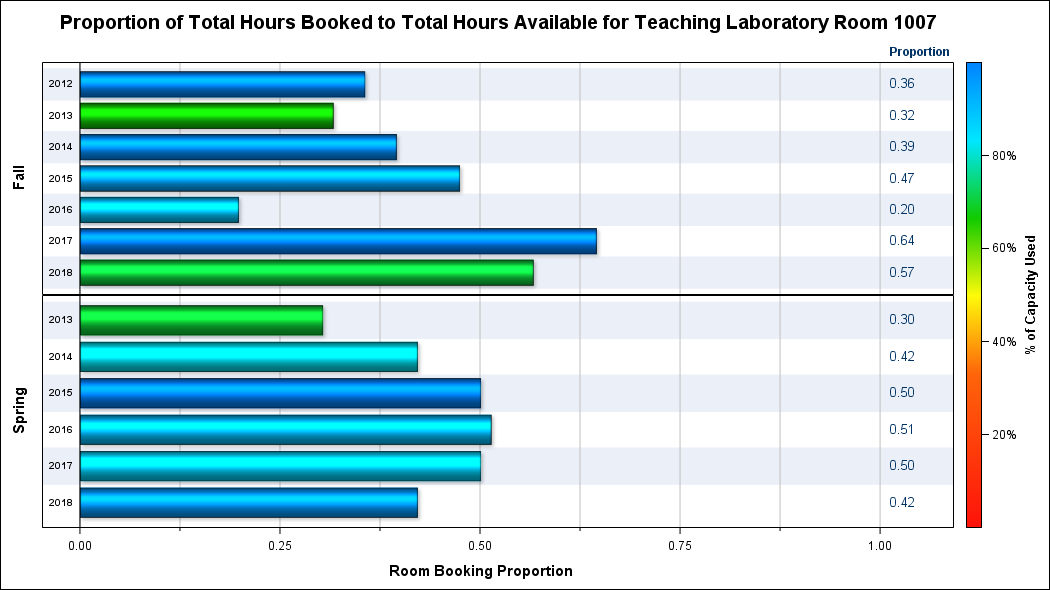 Proportion of Total Hours Booked to Total Hours Available for Teaching Laboratory Room 1007
Proportion
Fall
2012 0.36
2013 0.32
2014 0.39
2015 0.47
2016 0.20
2017 0.64
2018 0.57
Spring
2013 0.30
2014 0.42
2015 0.50
2016 0.51
2017 0.50
2018 0.42
0.00 0.25 0.50 0.75 1.00
Room Booking Proportion
80%
60%
40%
20%
% of Capacity Used